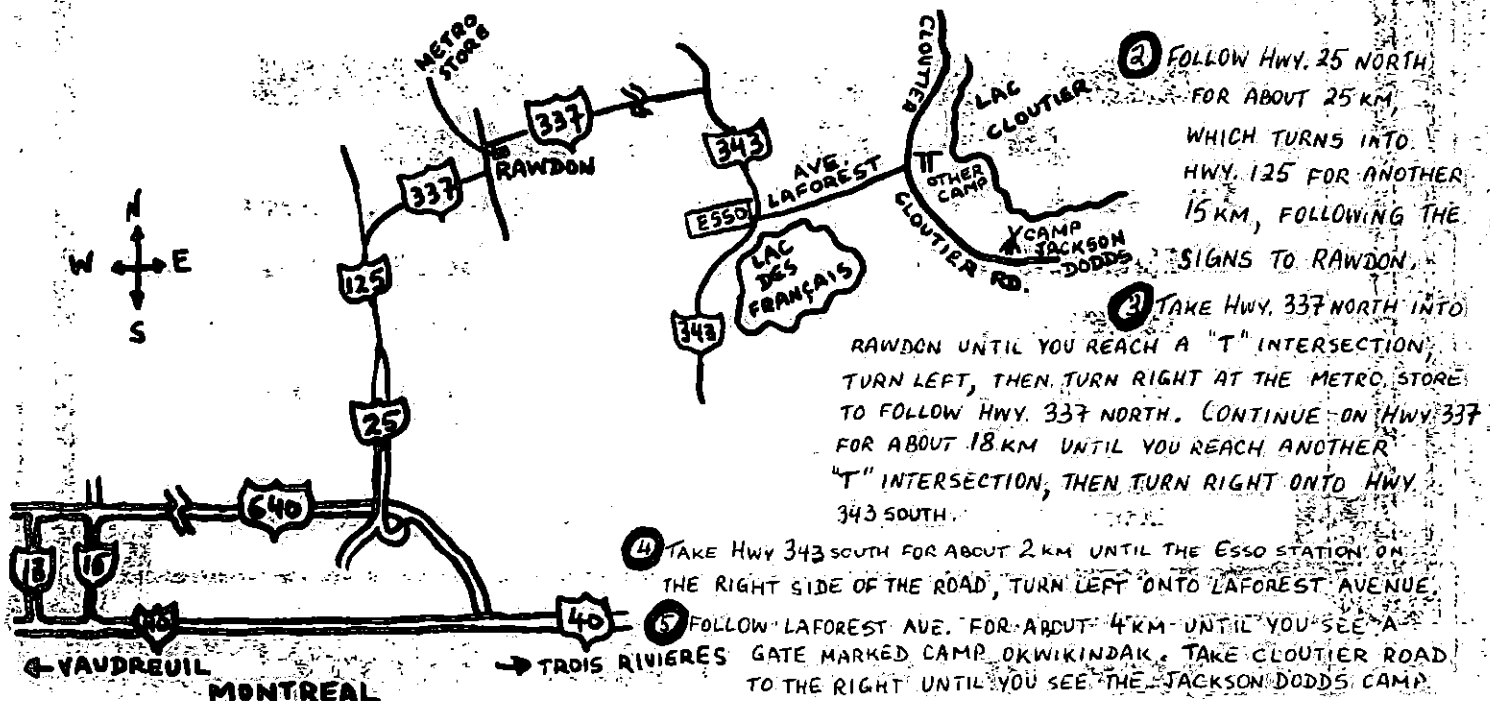 METRO
STORE
337
RAWDON
337
125
25
N
W E
S
640
13
15
40
40
← VAUDREUIL
MONTREAL
→ TROIS RIVIERES
343
ESSO
AVE.
LAFOREST
LAC
DES
FRANÇAIS
343
CLOUTIER
LAC
CLOUTIER
OTHER
CAMP
CLOUTIER RD.
CAMP
JACKSON
DODDS
② FOLLOW HWY. 25 NORTH
FOR ABOUT 25 KM,
WHICH TURNS INTO
HWY. 125 FOR ANOTHER
15 KM, FOLLOWING THE
SIGNS TO RAWDON.
③ TAKE HWY. 337 NORTH INTO
RAWDON UNTIL YOU REACH A "T" INTERSECTION,
TURN LEFT, THEN TURN RIGHT AT THE METRO STORE
TO FOLLOW HWY. 337 NORTH. CONTINUE ON HWY. 337
FOR ABOUT 18 KM UNTIL YOU REACH ANOTHER
"T" INTERSECTION, THEN TURN RIGHT ONTO HWY.
343 SOUTH.
④ TAKE HWY 343 SOUTH FOR ABOUT 2 KM UNTIL THE ESSO STATION ON
THE RIGHT SIDE OF THE ROAD, TURN LEFT ONTO LAFOREST AVENUE.
⑤ FOLLOW LAFOREST AVE. FOR ABOUT 4 KM UNTIL YOU SEE A
GATE MARKED CAMP OKWIKINDAK. TAKE CLOUTIER ROAD
TO THE RIGHT UNTIL YOU SEE THE JACKSON DODDS CAMP